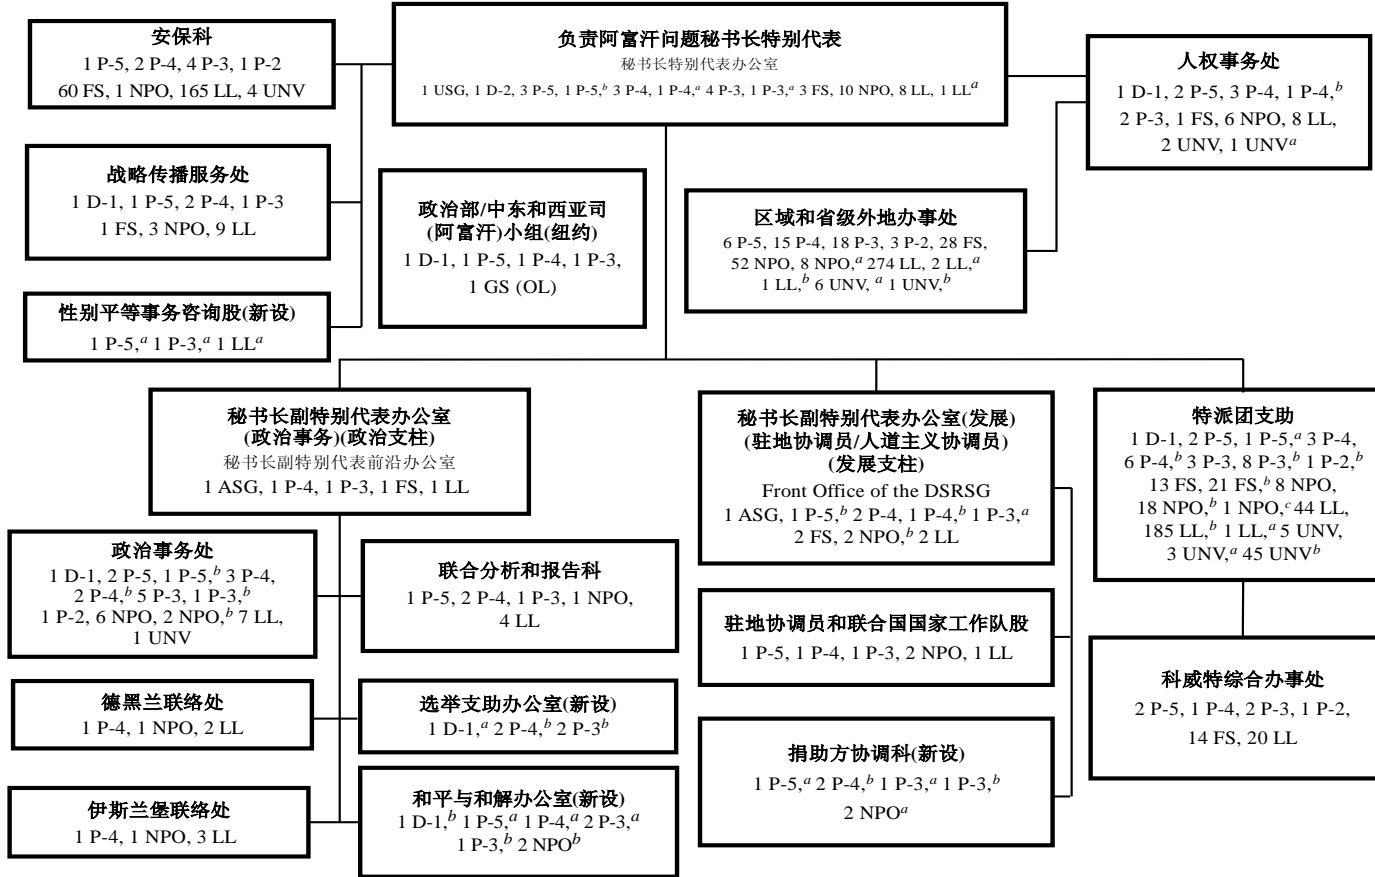 安保科
1 P-5, 2 P-4, 4 P-3, 1 P-2
60 FS, 1 NPO, 165 LL, 4 UNV
负责阿富汗问题秘书长特别代表
秘书长特别代表办公室
1 USG, 1 D-2, 3 P-5, 1 P-5,ᵇ 3 P-4, 1 P-4,ᵃ 4 P-3, 1 P-3,ᵃ 3 FS, 10 NPO, 8 LL, 1 LLᵃ
人权事务处
1 D-1, 2 P-5, 3 P-4, 1 P-4,ᵇ
2 P-3, 1 FS, 6 NPO, 8 LL,
2 UNV, 1 UNVᵃ
战略传播服务处
1 D-1, 1 P-5, 2 P-4, 1 P-3
1 FS, 3 NPO, 9 LL
政治部/中东和西亚司
(阿富汗)小组(纽约)
1 D-1, 1 P-5, 1 P-4, 1 P-3,
1 GS (OL)
区域和省级外地办事处
6 P-5, 15 P-4, 18 P-3, 3 P-2, 28 FS,
52 NPO, 8 NPO,ᵃ 274 LL, 2 LL,ᵃ
1 LL,ᵇ 6 UNV, ᵃ 1 UNV,ᵇ
性别平等事务咨询股(新设)
1 P-5,ᵃ 1 P-3,ᵃ 1 LLᵃ
秘书长副特别代表办公室
(政治事务)(政治支柱)
秘书长副特别代表前沿办公室
1 ASG, 1 P-4, 1 P-3, 1 FS, 1 LL
秘书长副特别代表办公室(发展)
(驻地协调员/人道主义协调员)
(发展支柱)
Front Office of the DSRSG
1 ASG, 1 P-5,ᵇ 2 P-4, 1 P-4,ᵇ 1 P-3,ᵃ
2 FS, 2 NPO,ᵇ 2 LL
特派团支助
1 D-1, 2 P-5, 1 P-5,ᵃ 3 P-4,
6 P-4,ᵇ 3 P-3, 8 P-3,ᵇ 1 P-2,ᵇ
13 FS, 21 FS,ᵇ 8 NPO,
18 NPO,ᵇ 1 NPO,ᶜ 44 LL,
185 LL,ᵇ 1 LL,ᵃ 5 UNV,
3 UNV,ᵃ 45 UNVᵇ
政治事务处
1 D-1, 2 P-5, 1 P-5,ᵇ 3 P-4,
2 P-4,ᵇ 5 P-3, 1 P-3,ᵇ
1 P-2, 6 NPO, 2 NPO,ᵇ 7 LL,
1 UNV
联合分析和报告科
1 P-5, 2 P-4, 1 P-3, 1 NPO,
4 LL
驻地协调员和联合国国家工作队股
1 P-5, 1 P-4, 1 P-3, 2 NPO, 1 LL
科威特综合办事处
2 P-5, 1 P-4, 2 P-3, 1 P-2,
14 FS, 20 LL
德黑兰联络处
1 P-4, 1 NPO, 2 LL
选举支助办公室(新设)
1 D-1,ᵃ 2 P-4,ᵇ 2 P-3ᵇ
捐助方协调科(新设)
1 P-5,ᵃ 2 P-4,ᵇ 1 P-3,ᵃ 1 P-3,ᵇ
2 NPOᵃ
伊斯兰堡联络处
1 P-4, 1 NPO, 3 LL
和平与和解办公室(新设)
1 D-1,ᵇ 1 P-5,ᵃ 1 P-4,ᵃ 2 P-3,ᵃ
1 P-3,ᵇ 2 NPOᵇ